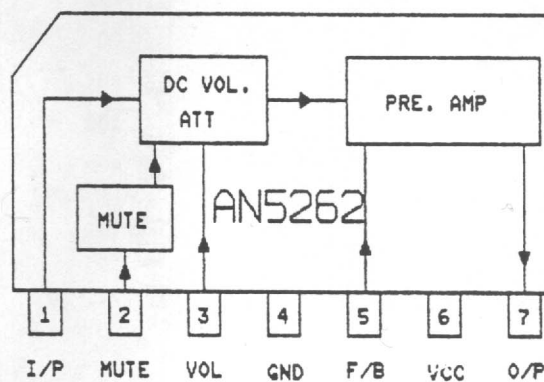 DC VOL.
ATT
PRE. AMP
MUTE
AN5262
1 2 3 4 5 6 7
I/P MUTE VOL GND F/B VCC O/P